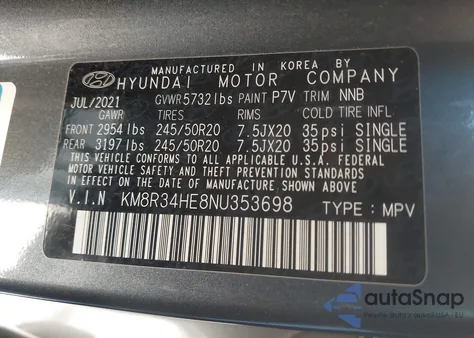 MANUFACTURED IN KOREA BY
HYUNDAI MOTOR COMPANY
JUL/2021 GVWR 5732lbs PAINT P7V TRIM NNB
GAWR TIRES RIMS COLD TIRE INFL
FRONT 2954 lbs 245/50R20 7.5JX20 35psi SINGLE
REAR 3197 lbs 245/50R20 7.5JX20 35psi SINGLE
THIS VEHICLE CONFORMS TO ALL APPLICABLE U.S.A. FEDERAL
MOTOR VEHICLE SAFETY AND THEFT PREVENTION STANDARDS
IN EFFECT ON THE DATE OF MANUFACTURE SHOWN ABOVE
V.I.N KM8R34HE8NU353698 TYPE : MPV
autoSnap